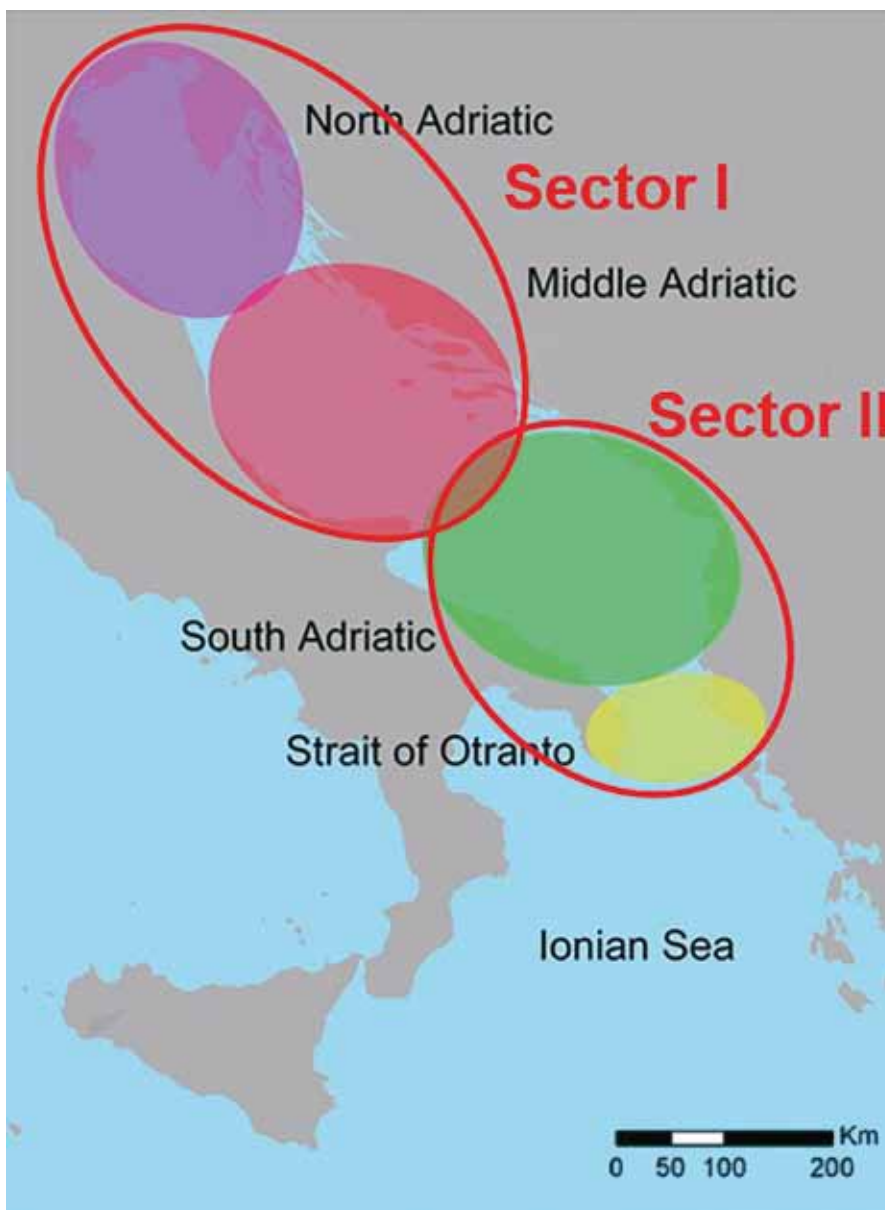 North Adriatic
Sector I
Middle Adriatic
Sector II
South Adriatic
Strait of Otranto
Ionian Sea
Km
0 50 100 200